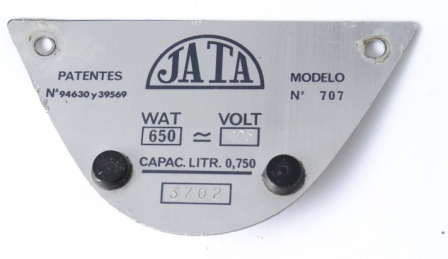 JATA
PATENTES
Nº 94630 y 39569
MODELO
Nº 707
WAT VOLT
650 ≃
CAPAC. LITR. 0,750
3702